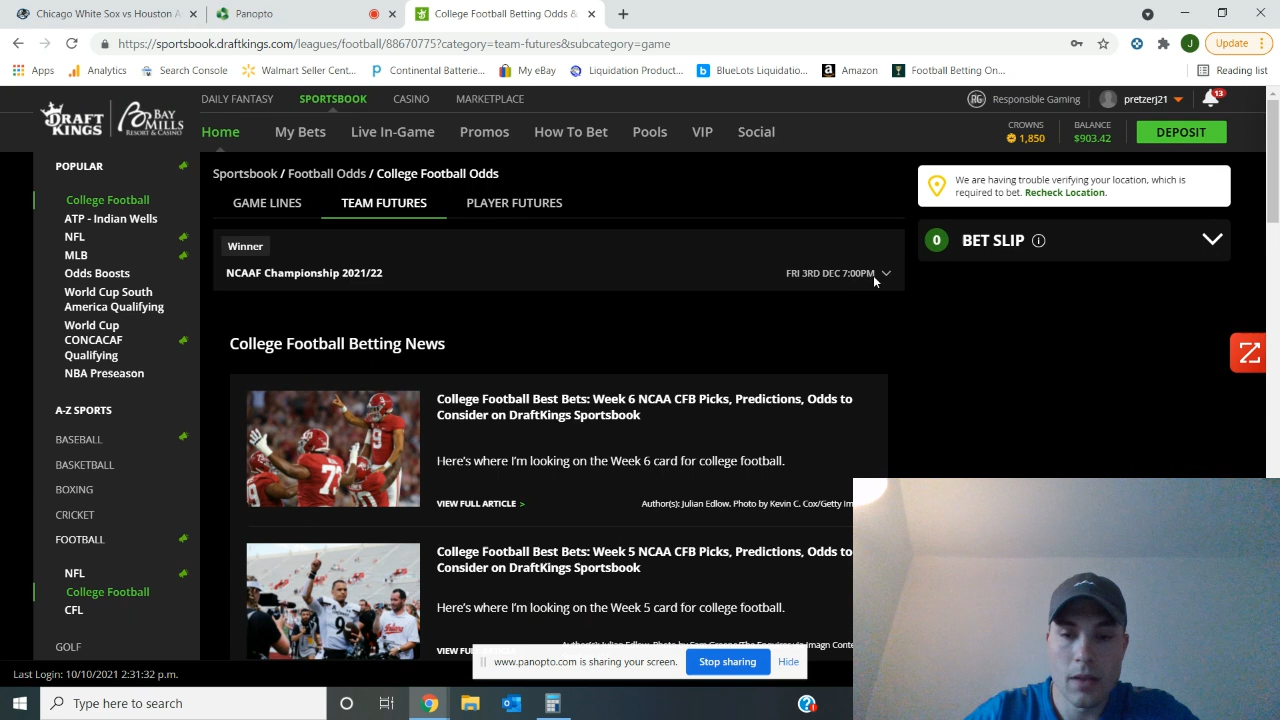 Chicago White Sox vs Houston A
Panopto
College Football Betting Odds &
https://sportsbook.draftkings.com/leagues/football/88670775?category=team-futures&subcategory=game
J
Update
Apps
Analytics
Search Console
Walmart Seller Cent...
Continental Batterie...
My eBay
Liquidation Product...
BlueLots Liquidatio...
Amazon
Football Betting On...
Reading list
DRAFT
KINGS
BAY
MILLS
RESORT & CASINO
DAILY FANTASY
SPORTSBOOK
CASINO
MARKETPLACE
RG
Responsible Gaming
pretzerj21
13
Home
My Bets
Live In-Game
Promos
How To Bet
Pools
VIP
Social
CROWNS
1,850
BALANCE
$903.42
DEPOSIT
POPULAR
College Football
ATP - Indian Wells
NFL
MLB
Odds Boosts
World Cup South
America Qualifying
World Cup
CONCACAF
Qualifying
NBA Preseason
A-Z SPORTS
BASEBALL
BASKETBALL
BOXING
CRICKET
FOOTBALL
NFL
College Football
CFL
GOLF
Sportsbook / Football Odds / College Football Odds
GAME LINES
TEAM FUTURES
PLAYER FUTURES
Winner
NCAAF Championship 2021/22
FRI 3RD DEC 7:00PM
College Football Betting News
College Football Best Bets: Week 6 NCAA CFB Picks, Predictions, Odds to
Consider on DraftKings Sportsbook
Here's where I'm looking on the Week 6 card for college football.
VIEW FULL ARTICLE >
Author(s): Julian Edlow. Photo by Kevin C. Cox/Getty Im
College Football Best Bets: Week 5 NCAA CFB Picks, Predictions, Odds to
Consider on DraftKings Sportsbook
Here's where I'm looking on the Week 5 card for college football.
VIEW FUL
We are having trouble verifying your location, which is
required to bet. Recheck Location.
0
BET SLIP
www.panopto.com is sharing your screen.
Stop sharing
Hide
Last Login: 10/10/2021 2:31:32 p.m.
Type here to search